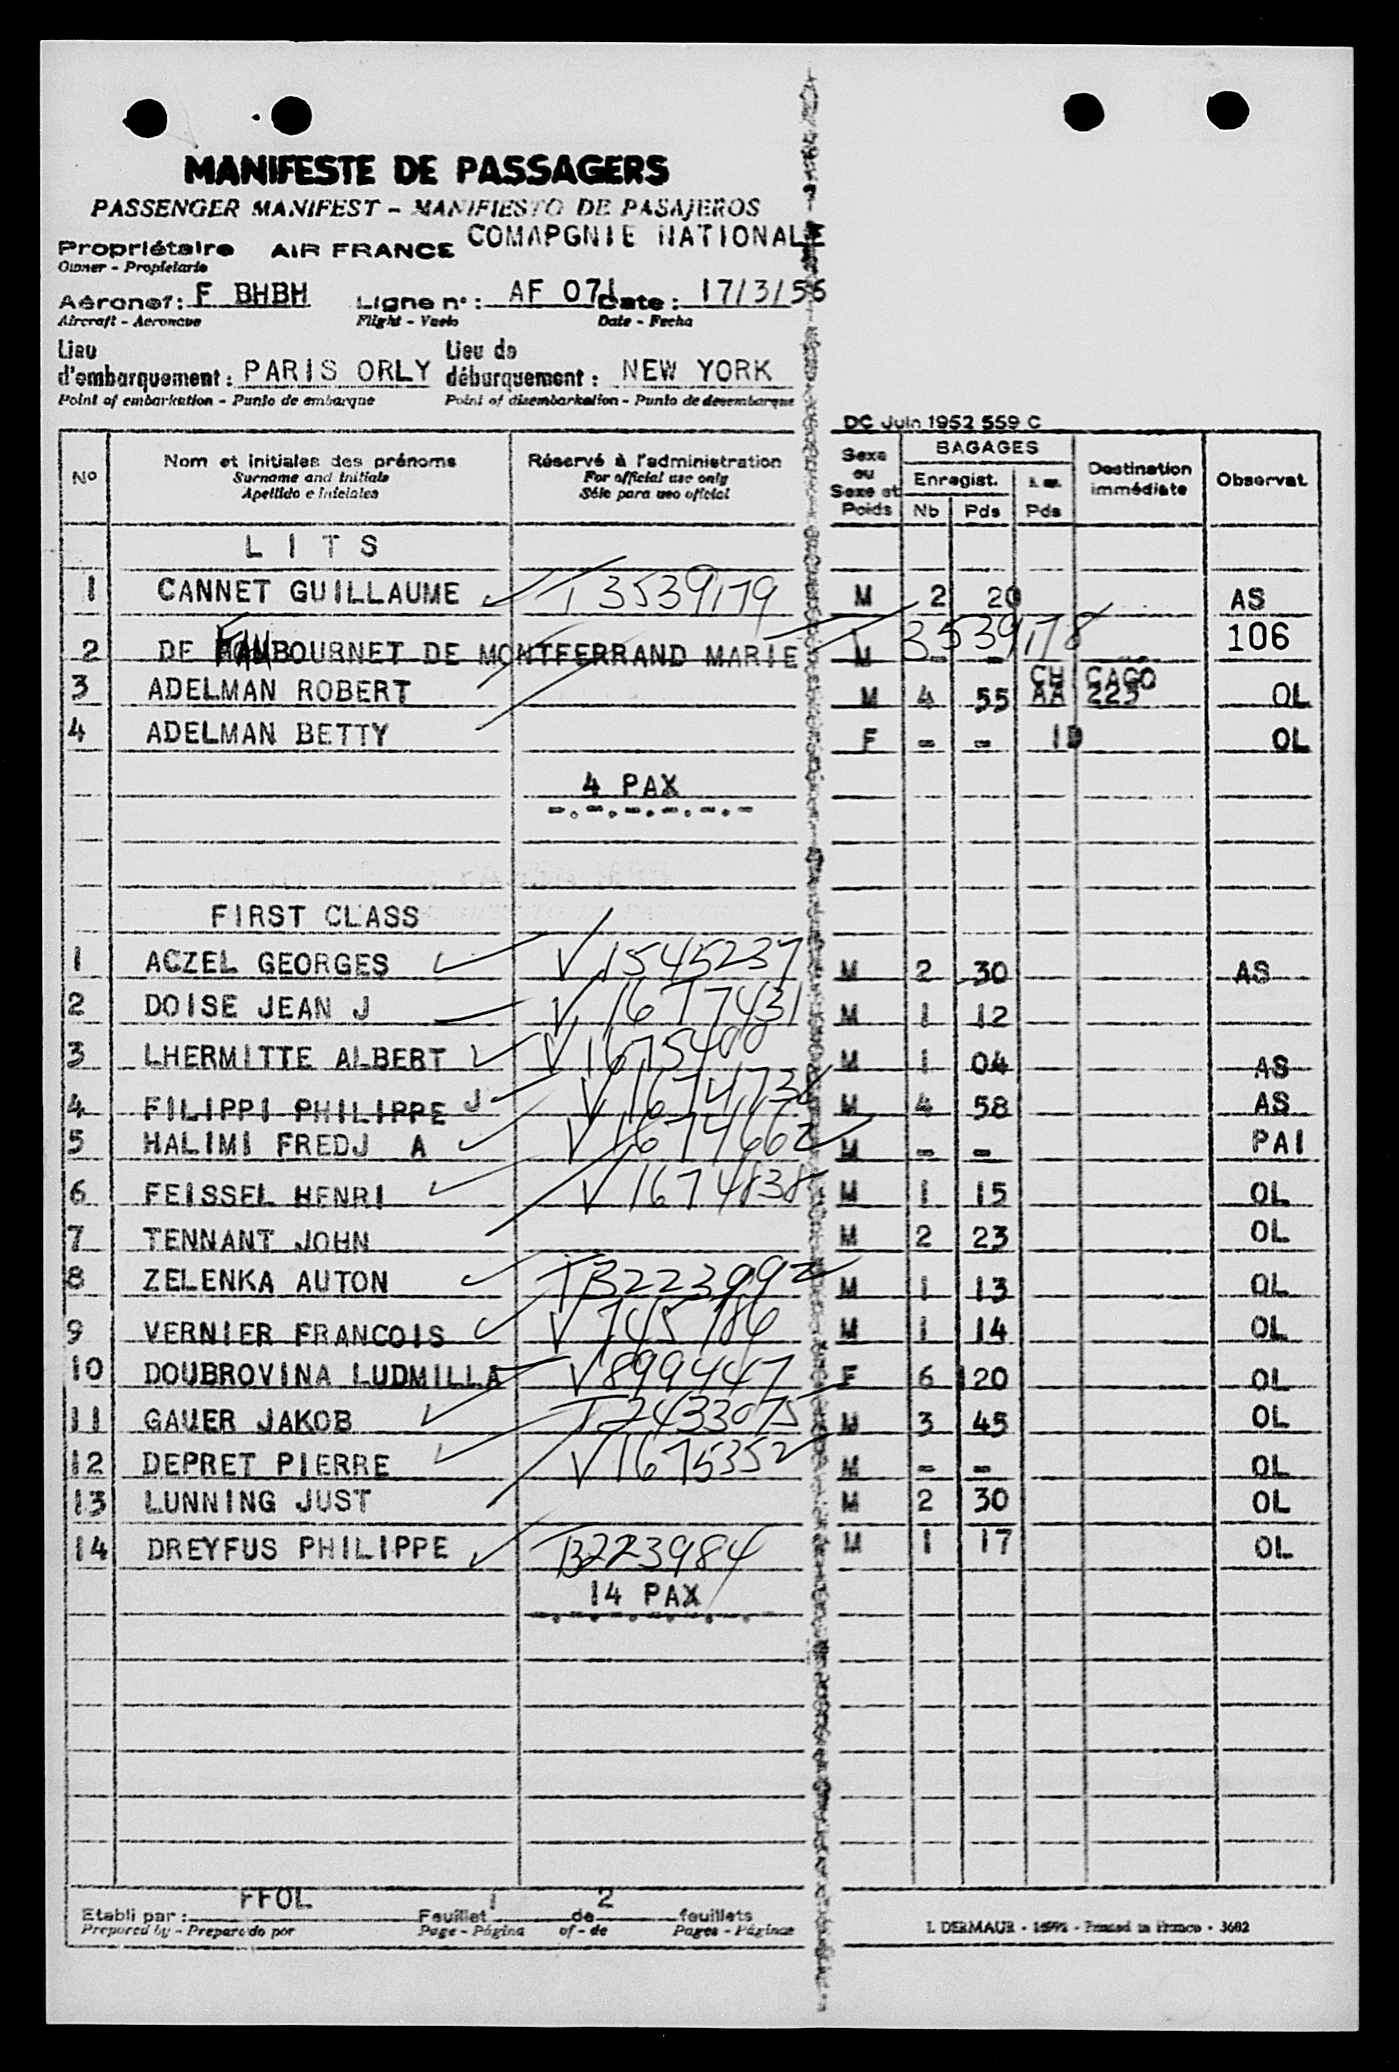 MANIFESTE DE PASSAGERS
PASSENGER MANIFEST - MANIFIESTO DE PASAJEROS
Propriétaire AIR FRANCE COMAPGNIE NATIONALE
Owner - Propietario
Aéronef: F BHBH Ligne n°: AF 071 Date: 17/3/56
Aircraft - Aeronave Flight - Vuelo Date - Fecha
Lieu d'embarquement: PARIS ORLY Lieu de débarquement: NEW YORK
Point of embarkation - Punto de embarque Point of disembarkation - Punto de desembarque
DC Juin 1952 559 C
N° Nom et initiales des prénoms Réservé à l'administration Sexe ou Sexe et Poids BAGAGES Destination immédiate Observat.
Surname and initials For official use only Enregist.
Apellido e Iniciales Sólo para uso oficial Nb Pds Pds
LITS
1 CANNET GUILLAUME T 3539179 M 2 20 AS
2 DE BOURNET DE MONTFERRAND MARIE M 3539178 - - 106
3 ADELMAN ROBERT M 4 55 CHICAGO AA 225 OL
4 ADELMAN BETTY F - - ID OL
4 PAX
-.-.-.-.-.-
FIRST CLASS
1 ACZEL GEORGES V 1545237 M 2 30 AS
2 DOISE JEAN J V 1677431 M 1 12
3 LHERMITTE ALBERT V 1675400 M 1 04 AS
4 FILIPPI PHILIPPE J V M 4 58 AS
5 HALIMI FREDJ A V 1674662 M - - PAI
6 FEISSEL HENRI V 1674838 M 1 15 OL
7 TENNANT JOHN M 2 23 OL
8 ZELENKA AUTON M 1 13 OL
9 VERNIER FRANCOIS V 745786 M 1 14 OL
10 DOUBROVINA LUDMILLA V 899447 F 6 120 OL
11 GAUER JAKOB T 2433075 M 3 45 OL
12 DEPRET PIERRE V 1675352 M - - OL
13 LUNNING JUST M 2 30 OL
14 DREYFUS PHILIPPE M 1 17 OL
14 PAX
-.-.-.-.-.-.
Etabli par: FFOL Feuillet 1 de 2 feuillets
Prepared by - Preparado por Page - Página of - de Pages - Páginas
L DERMAUR - Printed in France - 3682